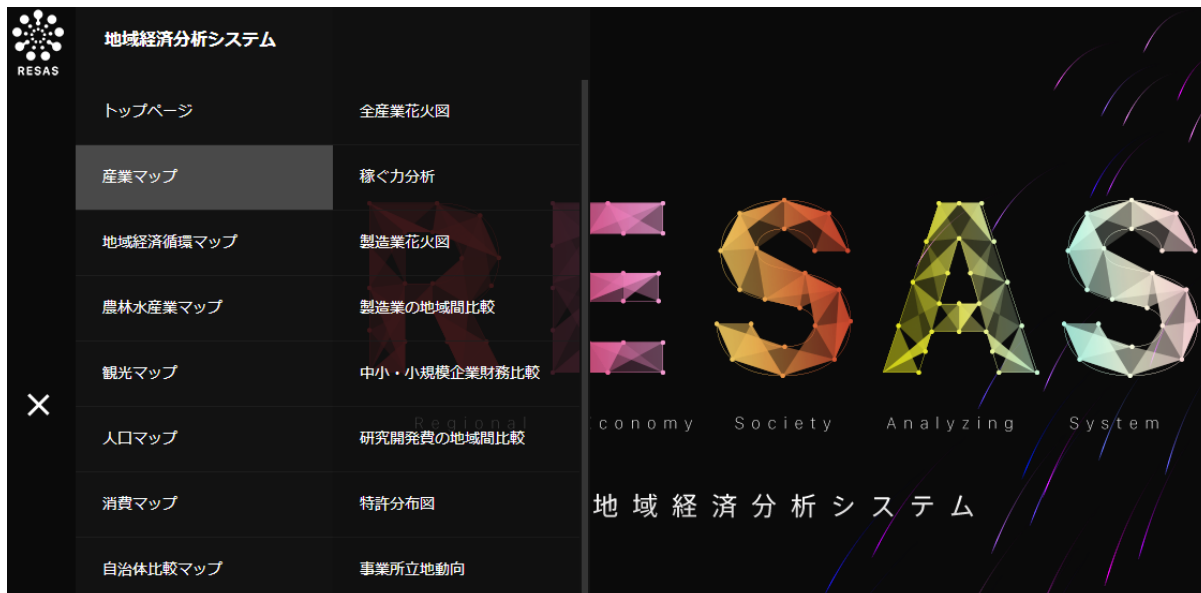 RESAS
地域経済分析システム
トップページ
産業マップ
地域経済循環マップ
農林水産業マップ
観光マップ
人口マップ
消費マップ
自治体比較マップ
全産業花火図
稼ぐ力分析
製造業花火図
製造業の地域間比較
中小・小規模企業財務比較
研究開発費の地域間比較
特許分布図
事業所立地動向
RESAS
Regional Economy Society Analyzing System
地域経済分析システム